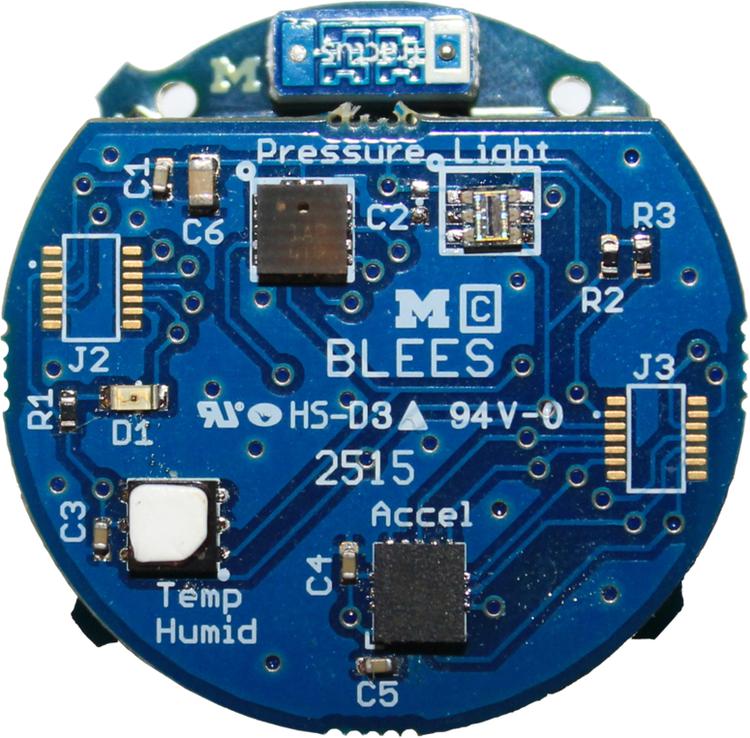 Fractus
M
Pressure Light
C1
C6
C2
R3
R2
M C
BLEES
J2
J3
R1
D1
HS-D3 94V-0
2515
Accel
C3
C4
Temp
Humid
C5